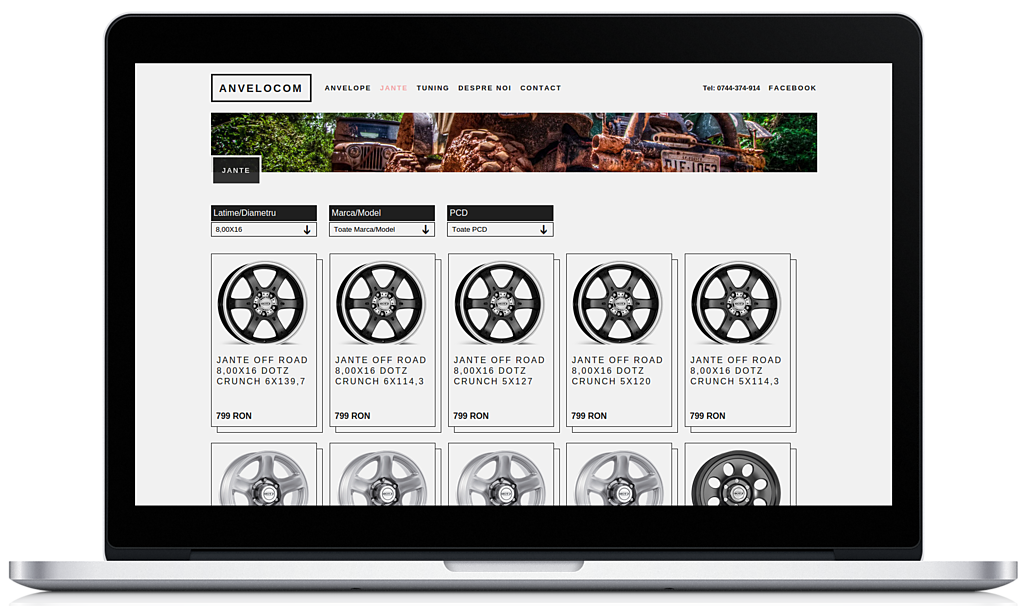 ANVELOCOM
ANVELOPE JANTE TUNING DESPRE NOI CONTACT
Tel: 0744-374-914 FACEBOOK
JANTE
Latime/Diametru Marca/Model PCD
8,00X16 Toate Marca/Model Toate PCD
JANTE OFF ROAD
8,00X16 DOTZ
CRUNCH 6X139,7
799 RON
JANTE OFF ROAD
8,00X16 DOTZ
CRUNCH 6X114,3
799 RON
JANTE OFF ROAD
8,00X16 DOTZ
CRUNCH 5X127
799 RON
JANTE OFF ROAD
8,00X16 DOTZ
CRUNCH 5X120
799 RON
JANTE OFF ROAD
8,00X16 DOTZ
CRUNCH 5X114,3
799 RON